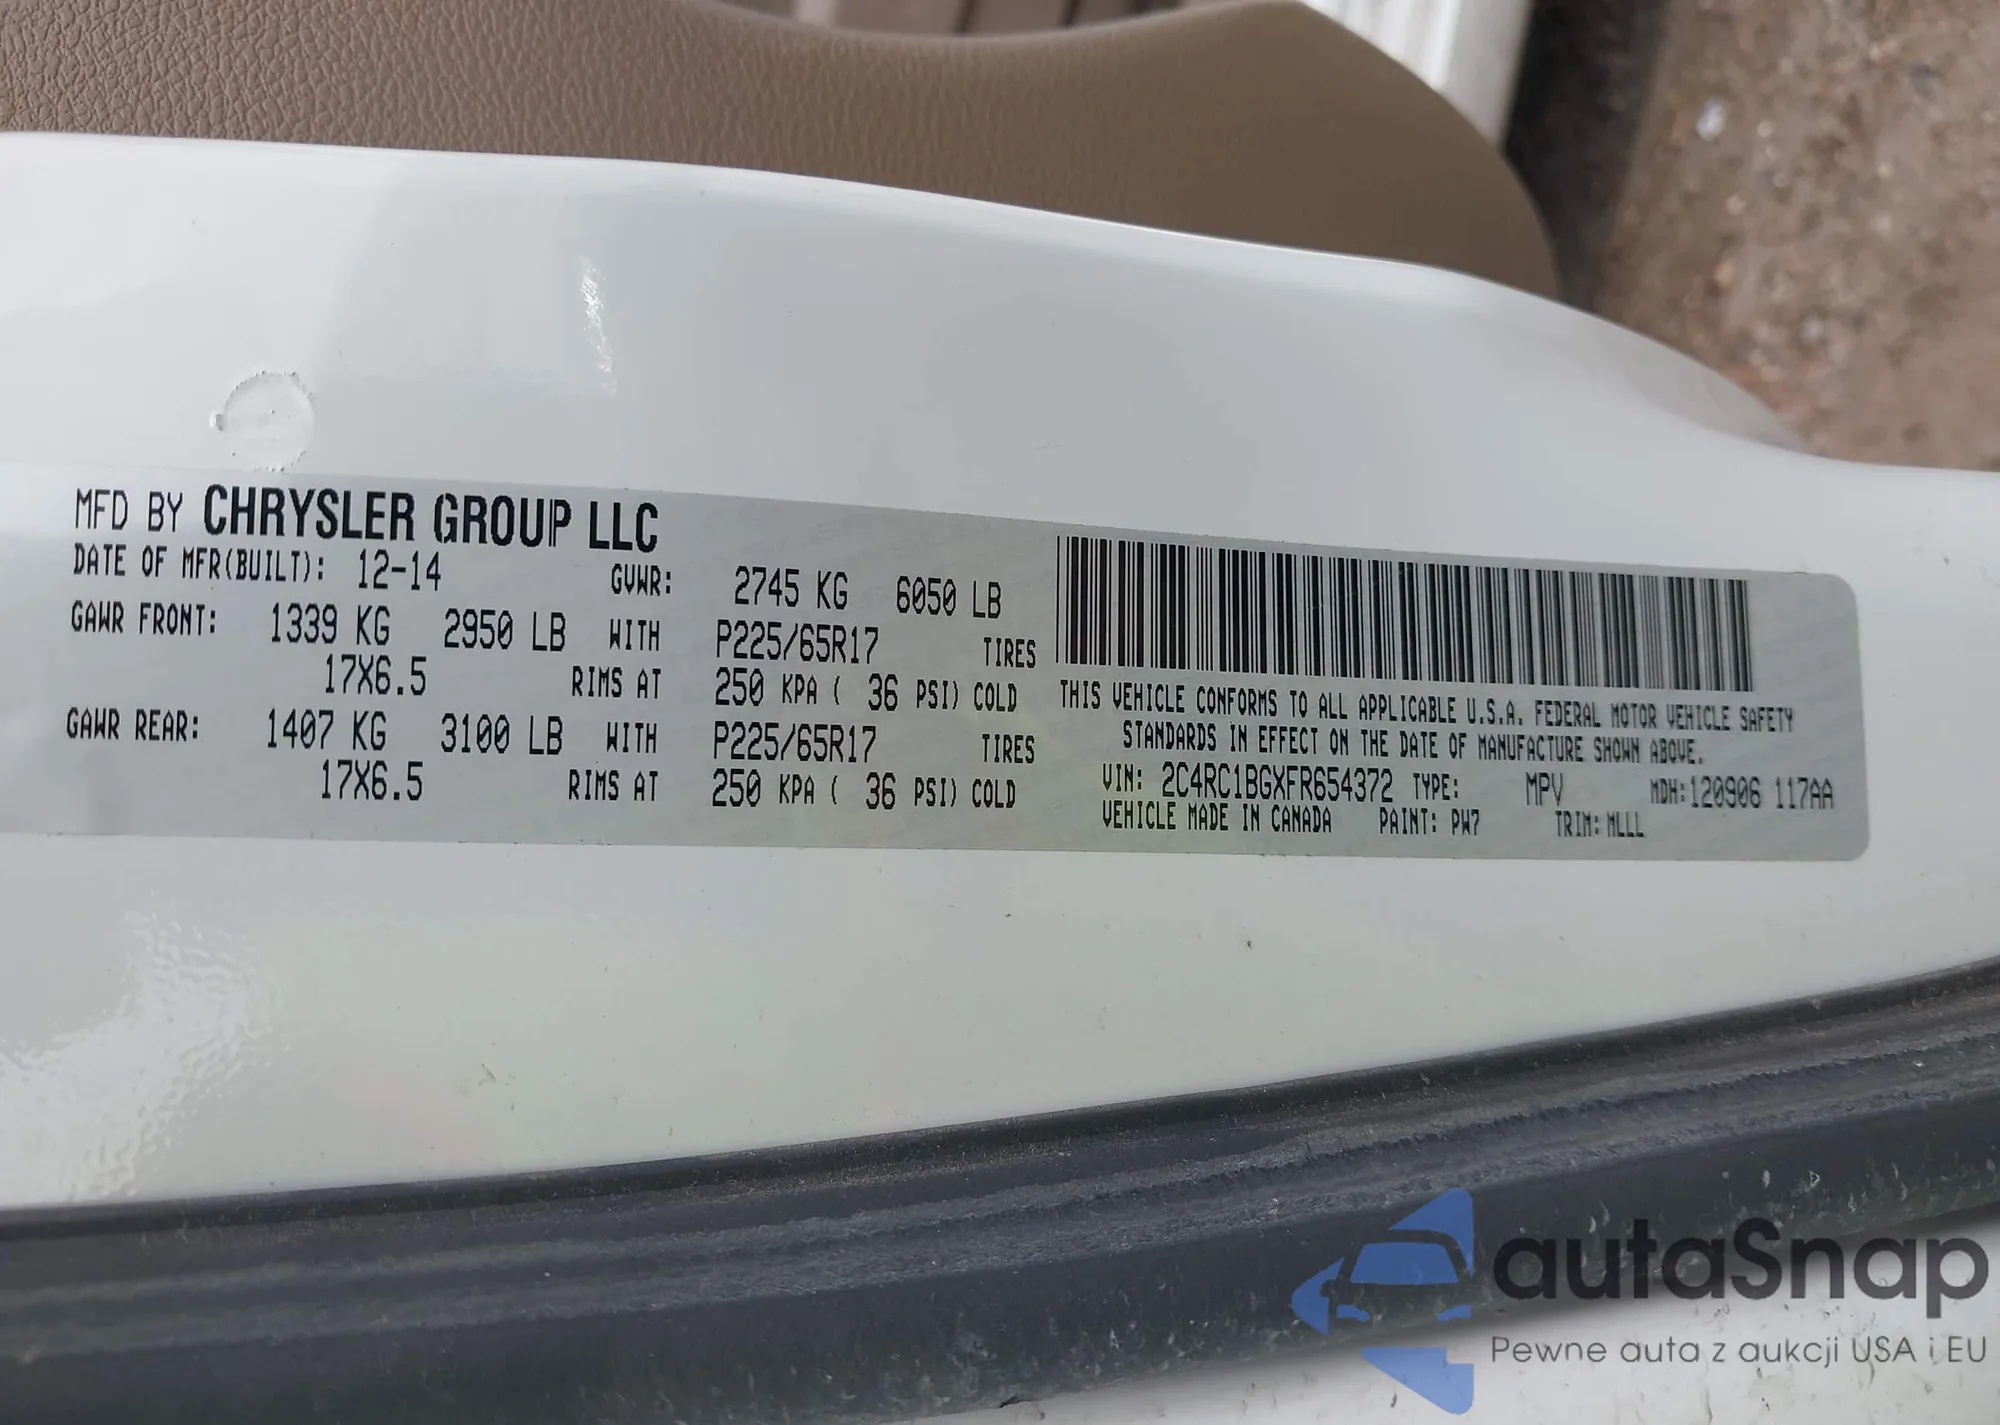 MFD BY CHRYSLER GROUP LLC
DATE OF MFR(BUILT): 12-14 GVWR: 2745 KG 6050 LB
GAWR FRONT: 1339 KG 2950 LB WITH P225/65R17 TIRES
17X6.5 RIMS AT 250 KPA ( 36 PSI) COLD
GAWR REAR: 1407 KG 3100 LB WITH P225/65R17 TIRES
17X6.5 RIMS AT 250 KPA ( 36 PSI) COLD
THIS VEHICLE CONFORMS TO ALL APPLICABLE U.S.A. FEDERAL MOTOR VEHICLE SAFETY
STANDARDS IN EFFECT ON THE DATE OF MANUFACTURE SHOWN ABOVE.
VIN: 2C4RC1BGXFR654372 TYPE: MPV MDH:120906 117AA
VEHICLE MADE IN CANADA PAINT: PW7 TRIM: MLLL
autaSnap
Pewne auta z aukcji USA i EU